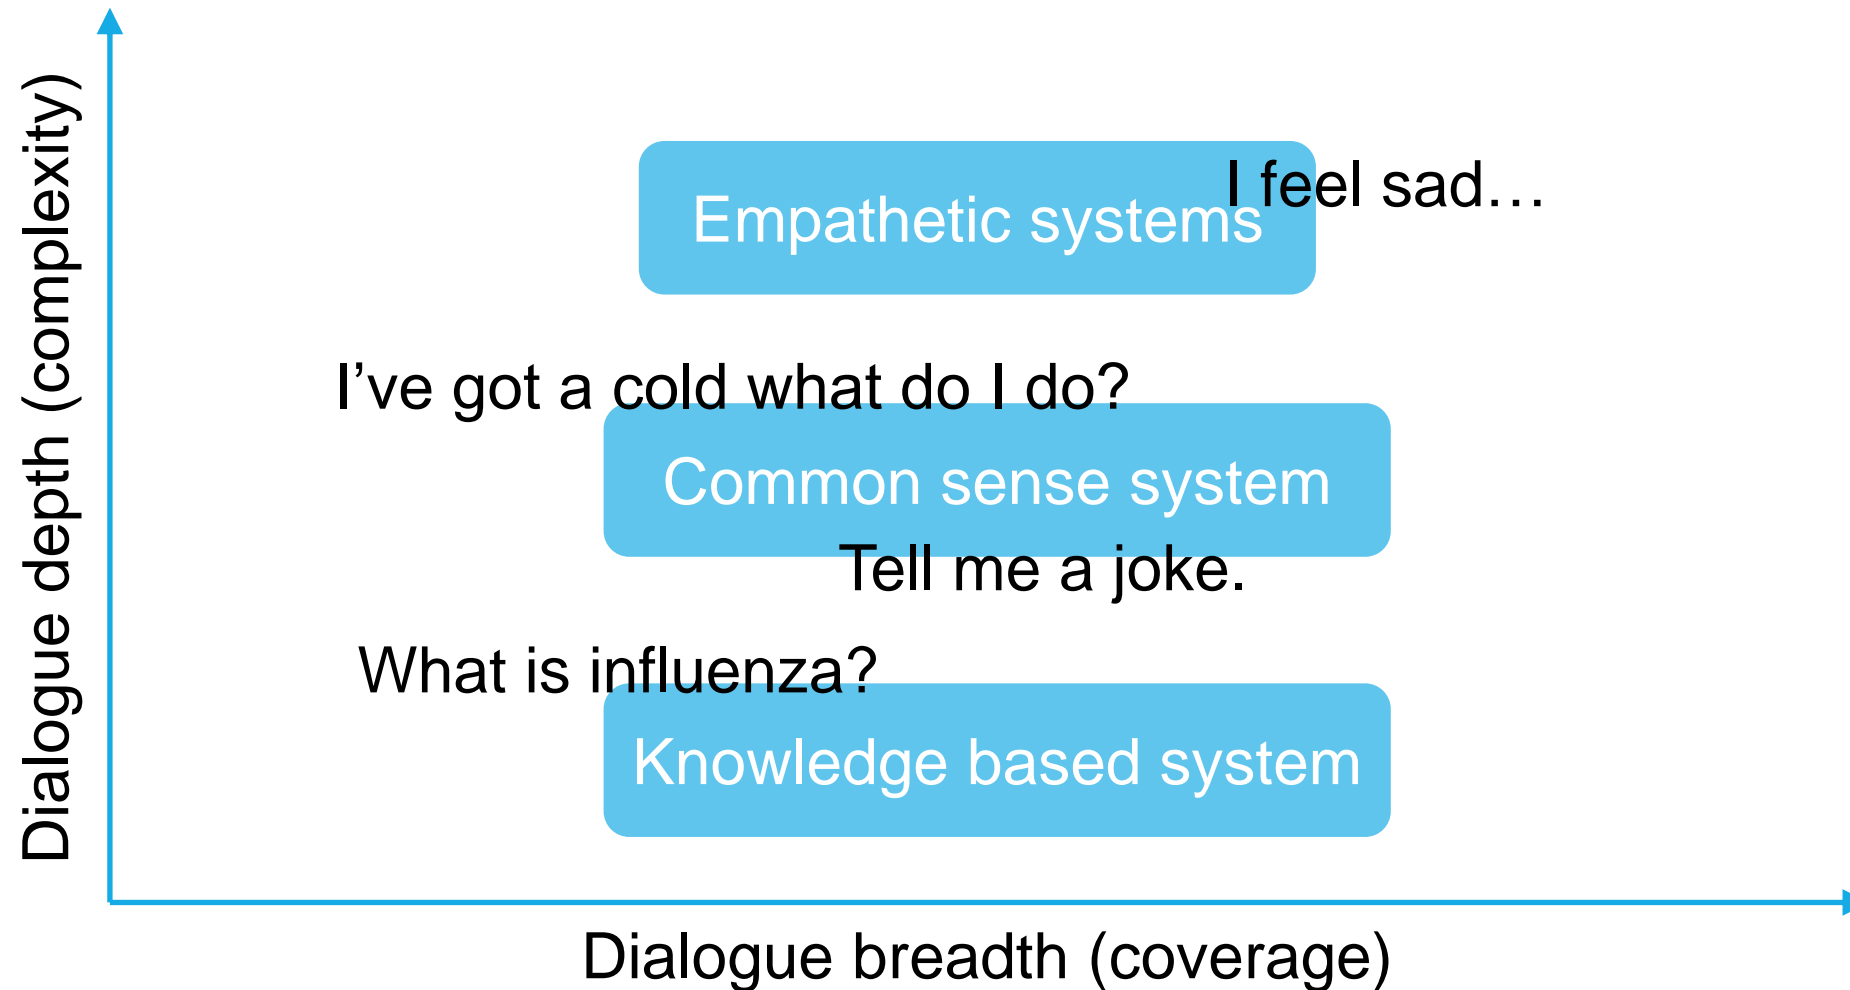 Dialogue depth (complexity)
I feel sad…
Empathetic systems
I’ve got a cold what do I do?
Common sense system
Tell me a joke.
What is influenza?
Knowledge based system
Dialogue breadth (coverage)